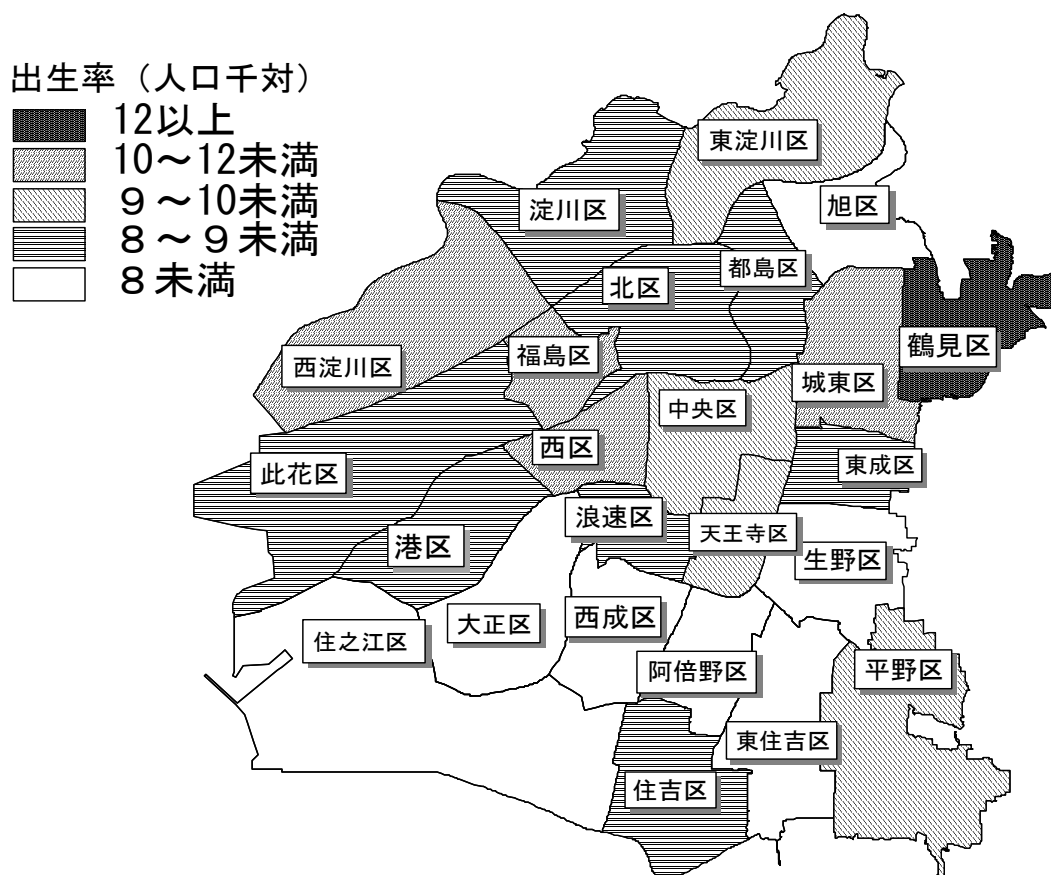 出生率（人口千対）
12以上
10～12未満
９～10未満
８～９未満
８未満
東淀川区
旭区
淀川区
都島区
北区
鶴見区
福島区
西淀川区
城東区
中央区
西区
東成区
此花区
浪速区
天王寺区
港区
生野区
西成区
大正区
住之江区
阿倍野区
平野区
東住吉区
住吉区